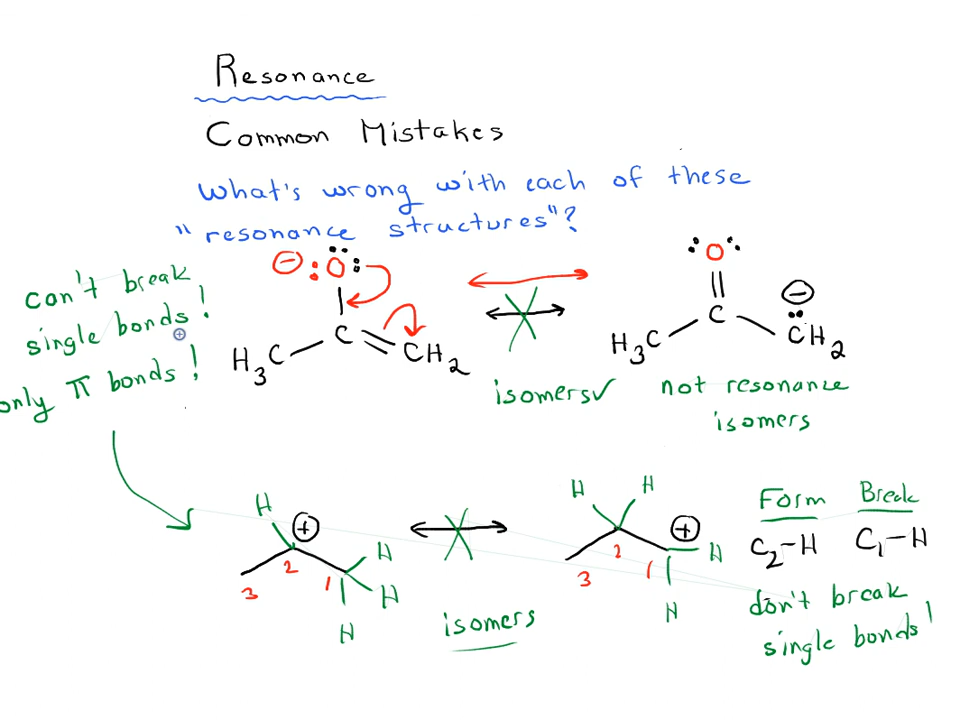 Resonance
Common Mistakes
What's wrong with each of these
"resonance structures"?
can't break
single bonds!
only π bonds!
⊖ O
C
H3C CH2
O
⊖
C
H3C CH2
isomers✓
not resonance
isomers
H ⊕
H
3 2 1
H
H
isomers
H H
⊕
H
3 2 1
H
Form Break
C2-H C1-H
don't break
single bonds!